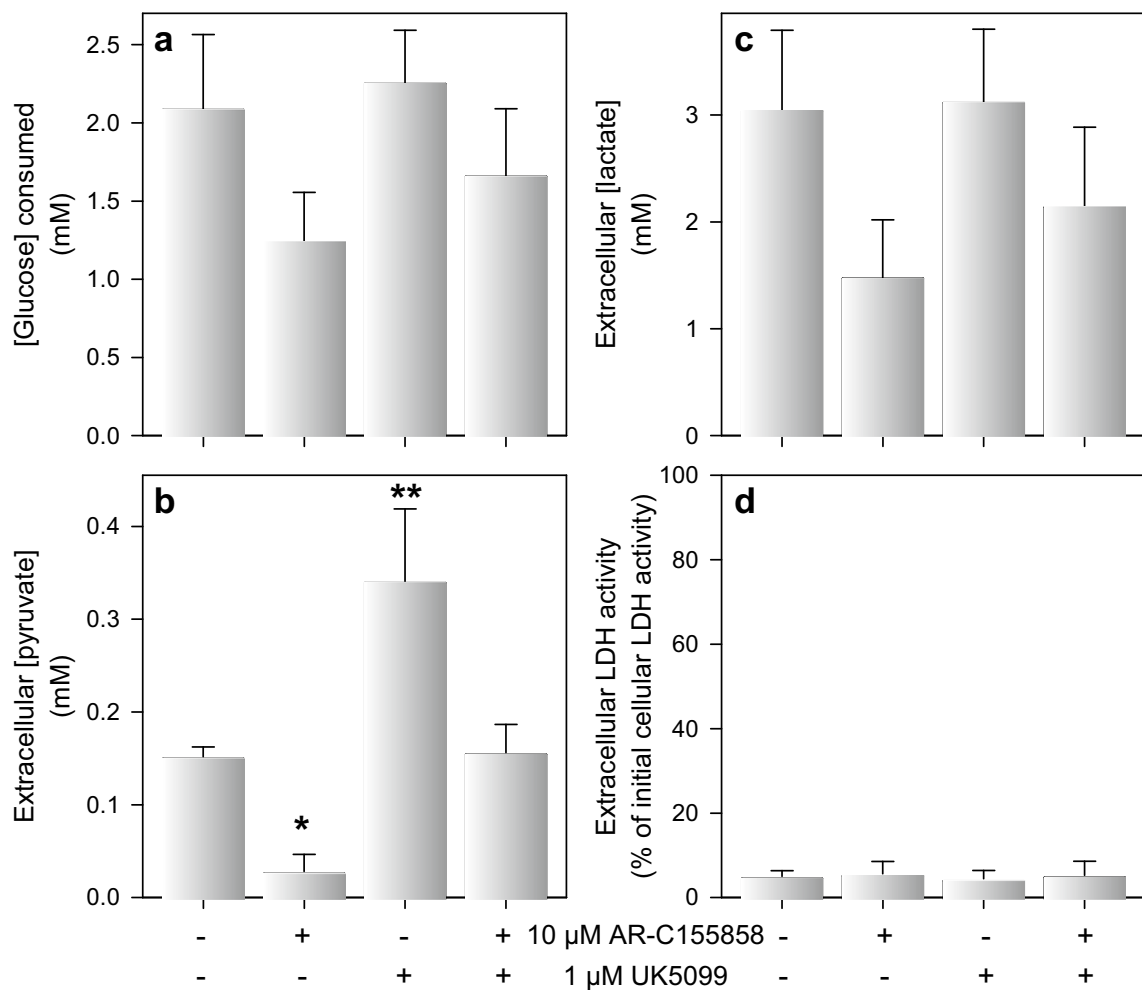 a
[Glucose] consumed
(mM)
2.5
2.0
1.5
1.0
0.5
0.0
- + - +
c
Extracellular [lactate]
(mM)
3
2
1
0
- + - +
b
Extracellular [pyruvate]
(mM)
0.4
0.3
0.2
0.1
0.0
*
**
d
Extracellular LDH activity
(% of initial cellular LDH activity)
100
80
60
40
20
0
- + - + 10 µM AR-C155858 - + - +
- - + + 1 µM UK5099 - - + +